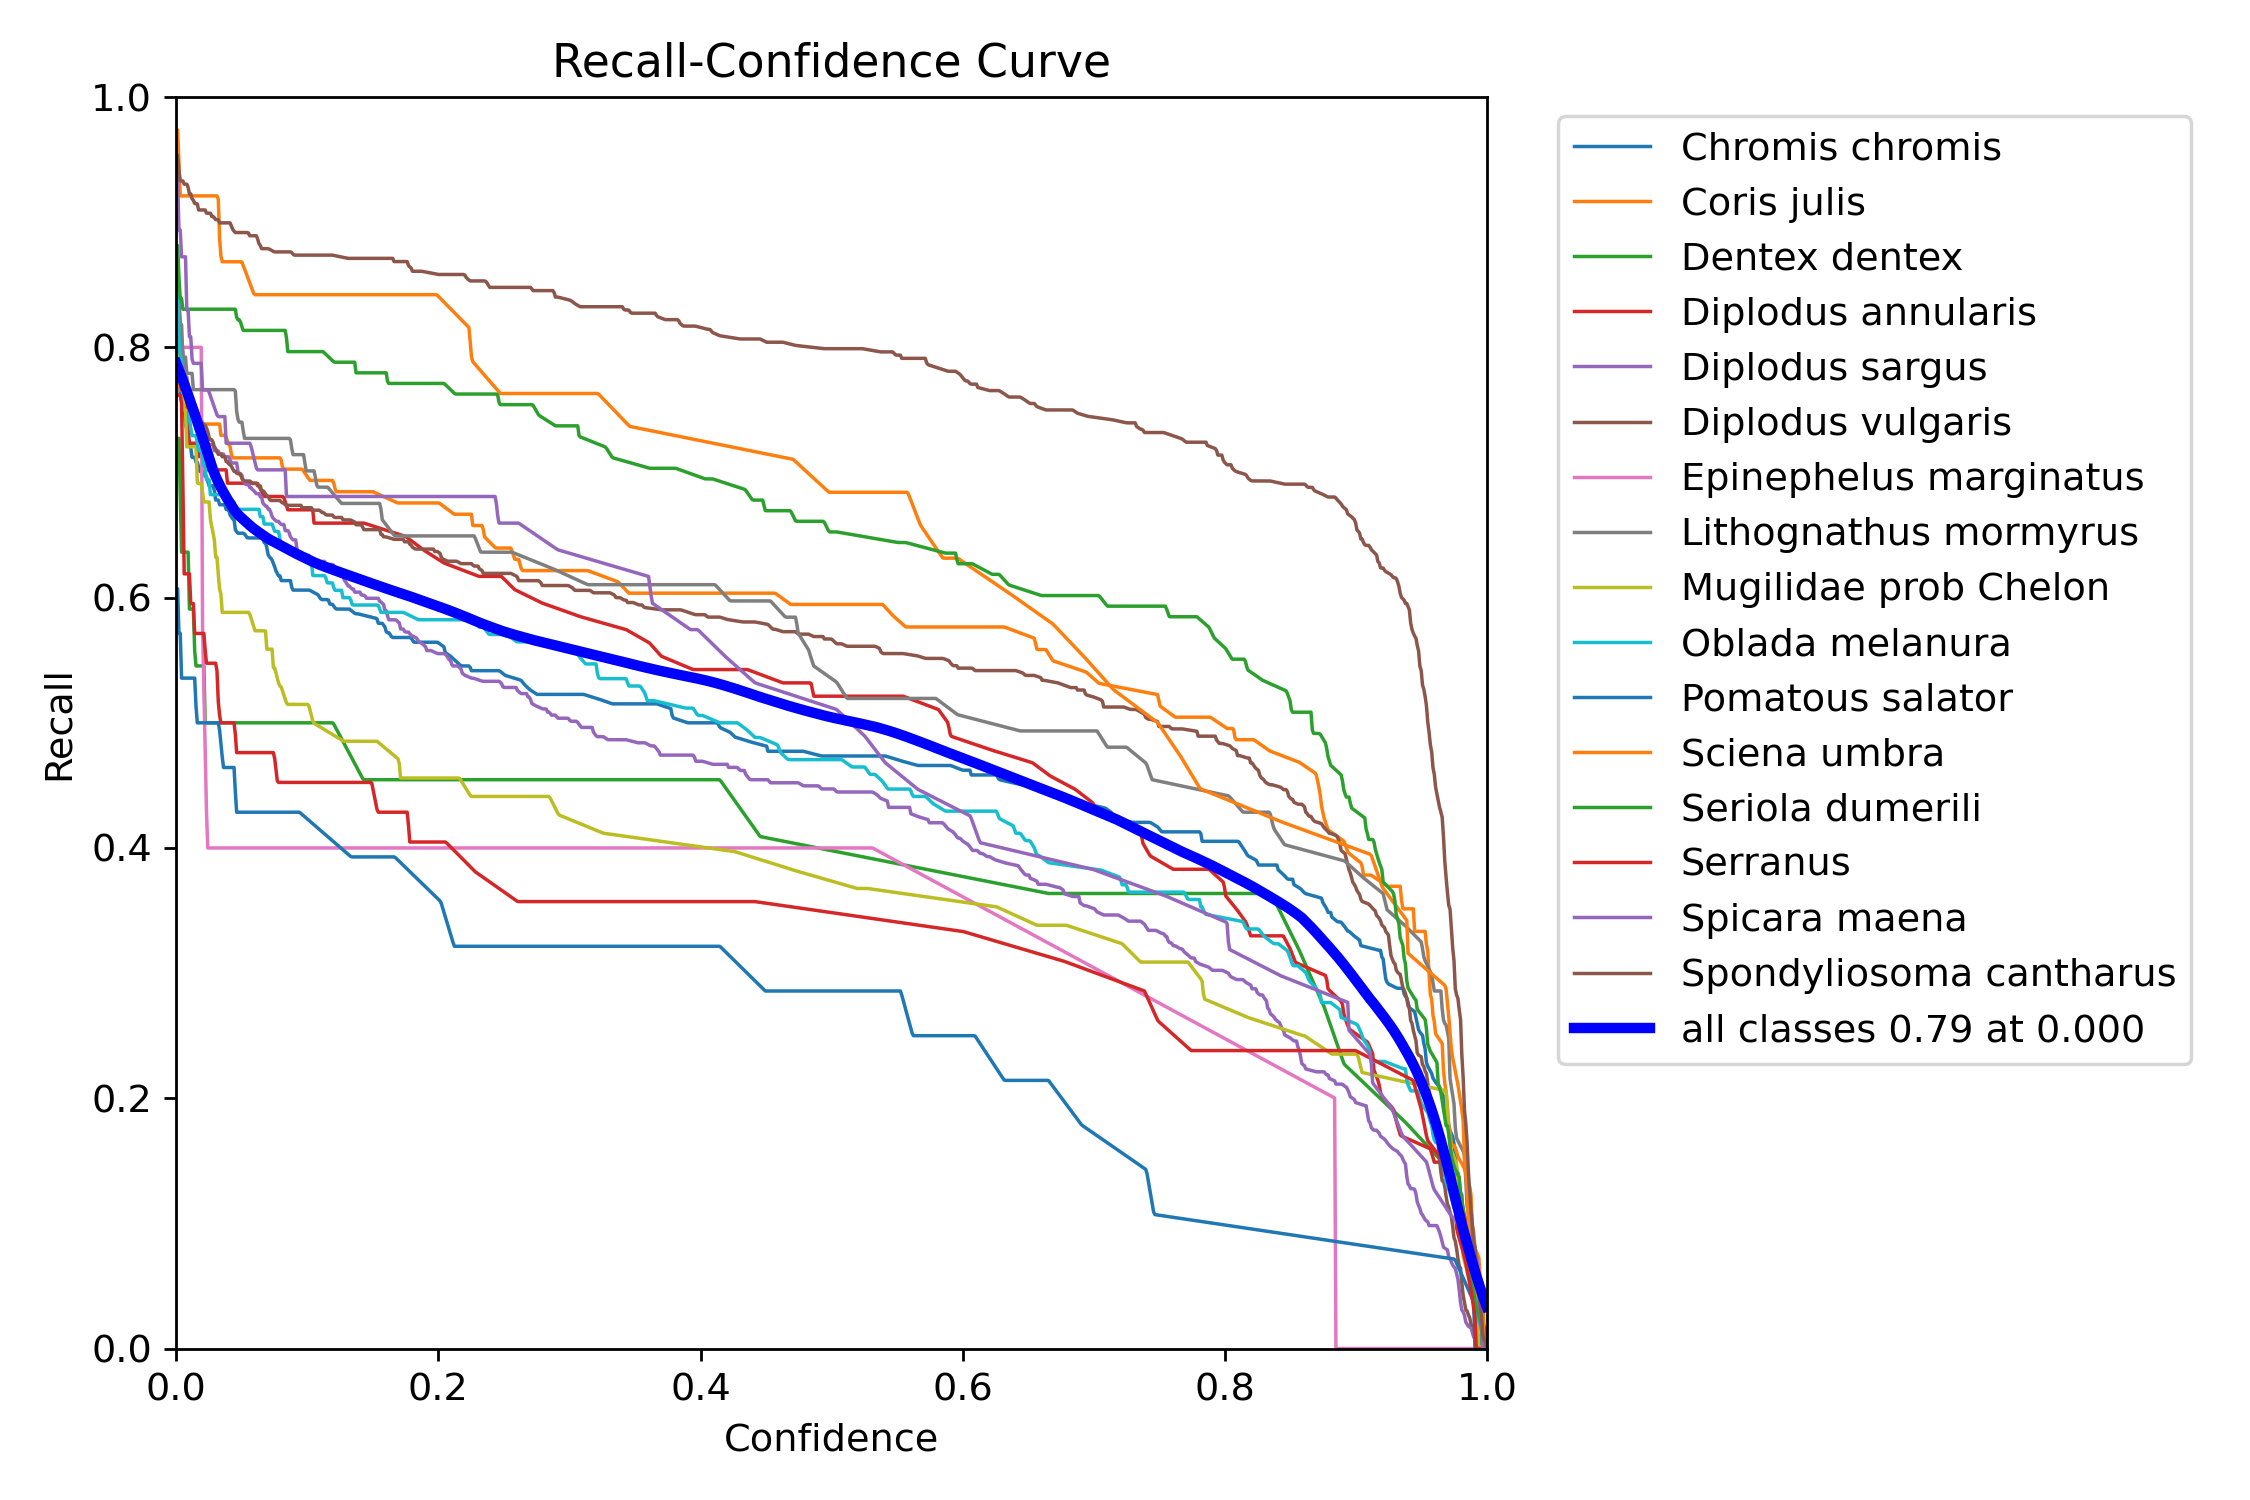 Recall-Confidence Curve
1.0
0.8
0.6
0.4
0.2
0.0
Recall
0.0 0.2 0.4 0.6 0.8 1.0
Confidence
Chromis chromis
Coris julis
Dentex dentex
Diplodus annularis
Diplodus sargus
Diplodus vulgaris
Epinephelus marginatus
Lithognathus mormyrus
Mugilidae prob Chelon
Oblada melanura
Pomatous salator
Sciena umbra
Seriola dumerili
Serranus
Spicara maena
Spondyliosoma cantharus
all classes 0.79 at 0.000